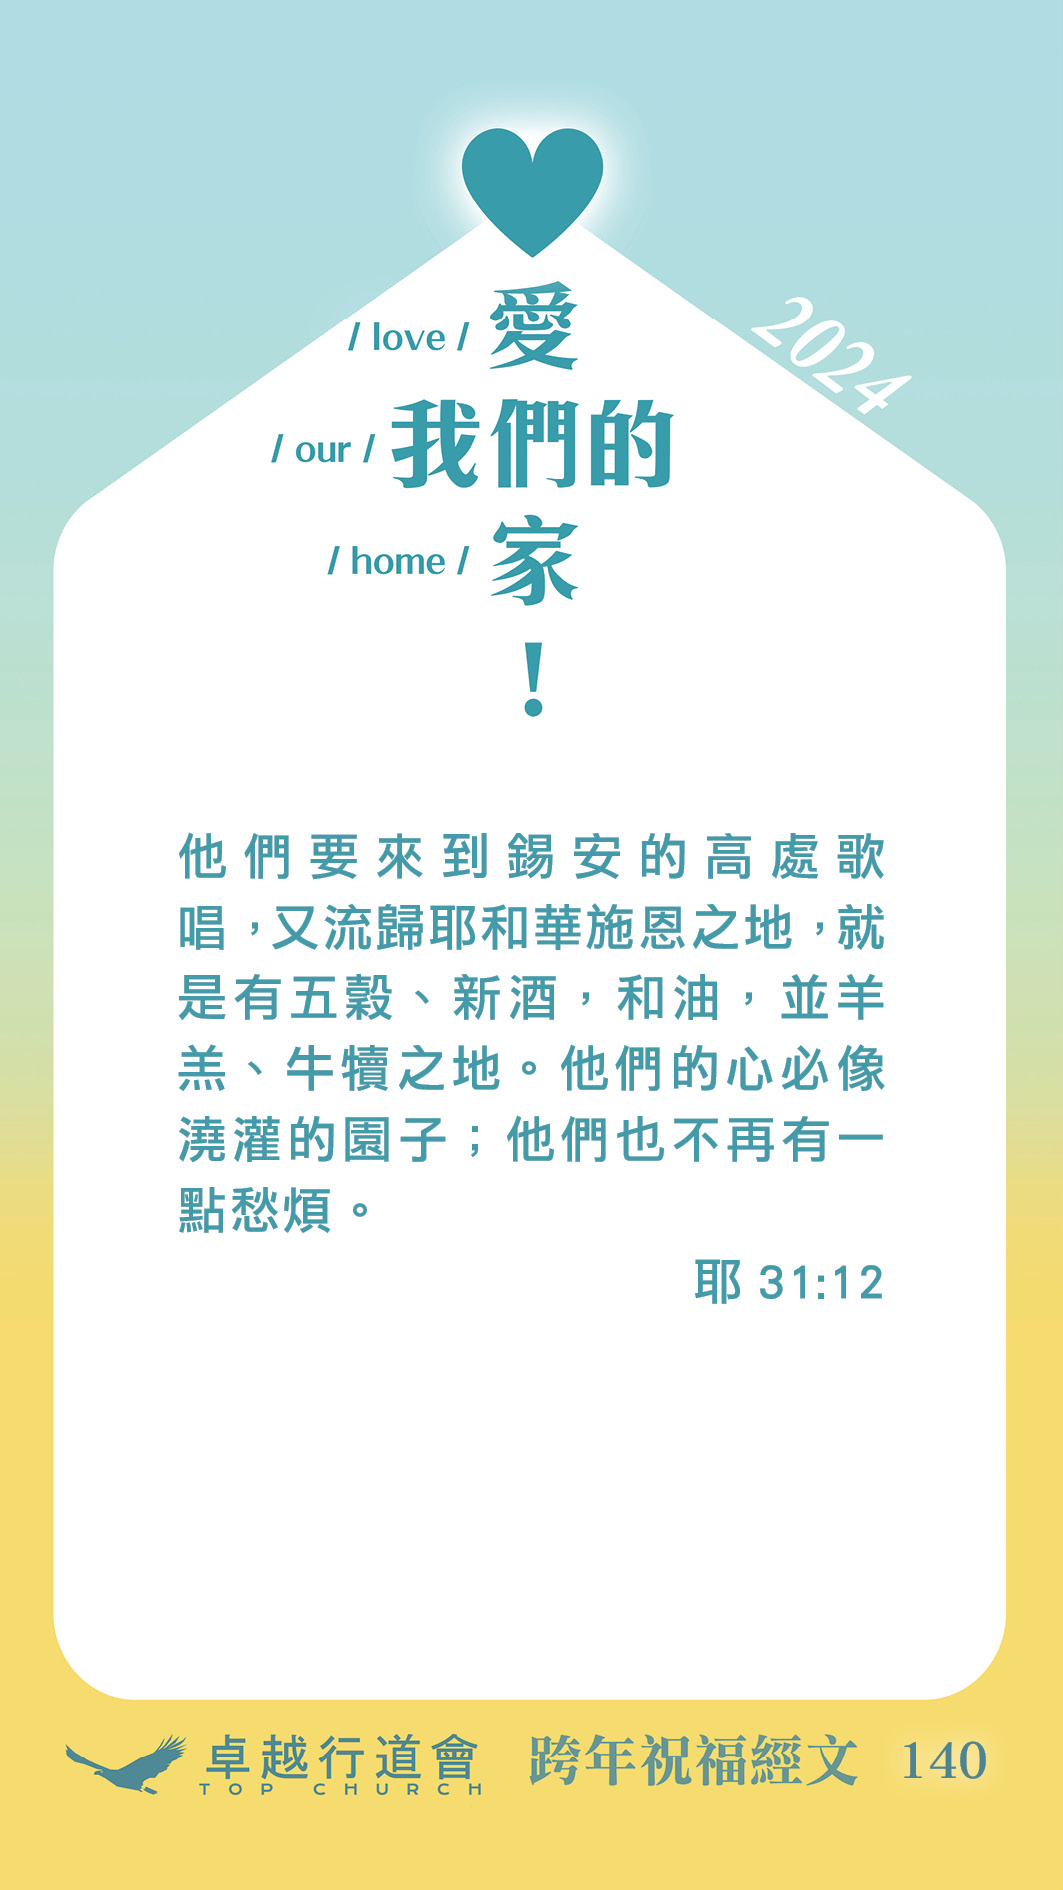 2024
/ love / 愛
/ our / 我們的
/ home / 家
！
他們要來到錫安的高處歌
唱，又流歸耶和華施恩之地，就
是有五穀、新酒，和油，並羊
羔、牛犢之地。他們的心必像
澆灌的園子；他們也不再有一
點愁煩。
耶 31:12
卓越行道會
TOP CHURCH
跨年祝福經文 140